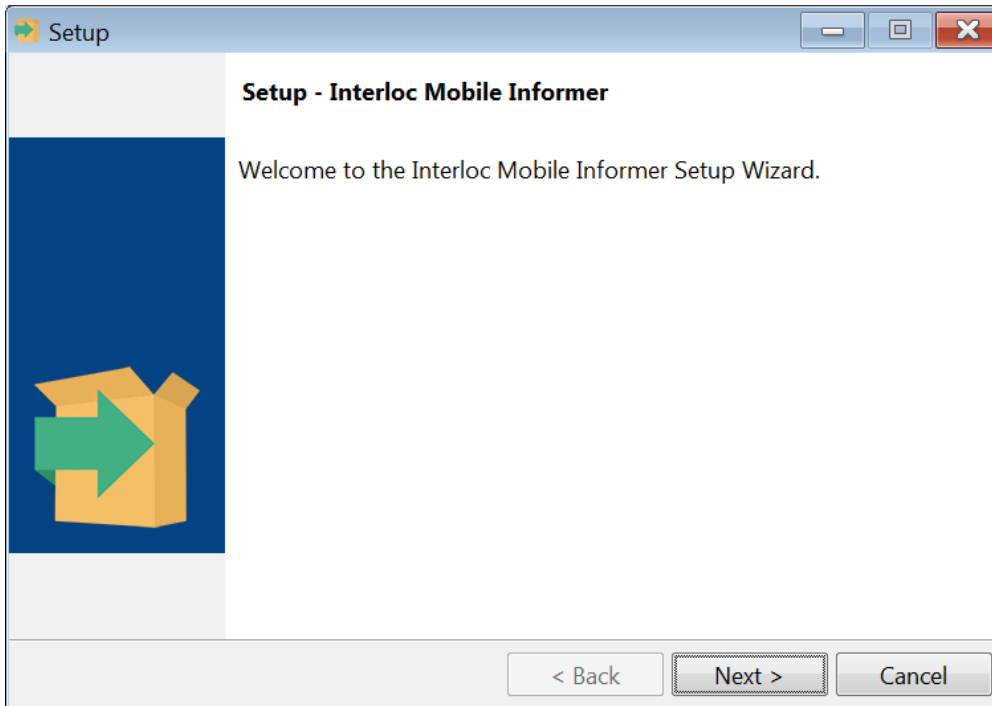 Setup
Setup - Interloc Mobile Informer
Welcome to the Interloc Mobile Informer Setup Wizard.
< Back
Next >
Cancel